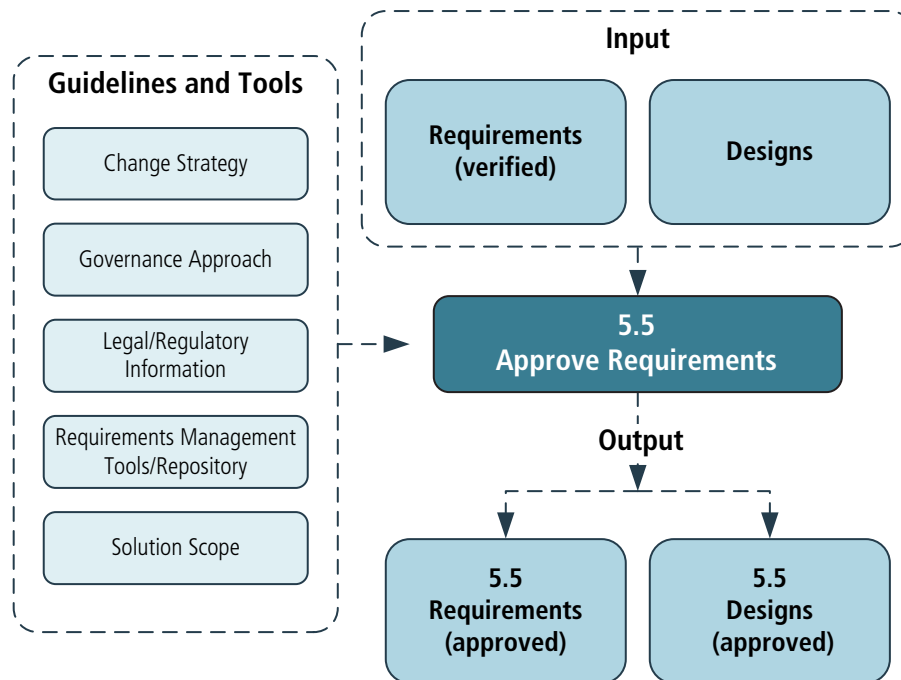 Input
Guidelines and Tools
Requirements
(verified)
Designs
Change Strategy
Governance Approach
Legal/Regulatory
Information
Requirements Management
Tools/Repository
Solution Scope
5.5
Approve Requirements
Output
5.5
Requirements
(approved)
5.5
Designs
(approved)